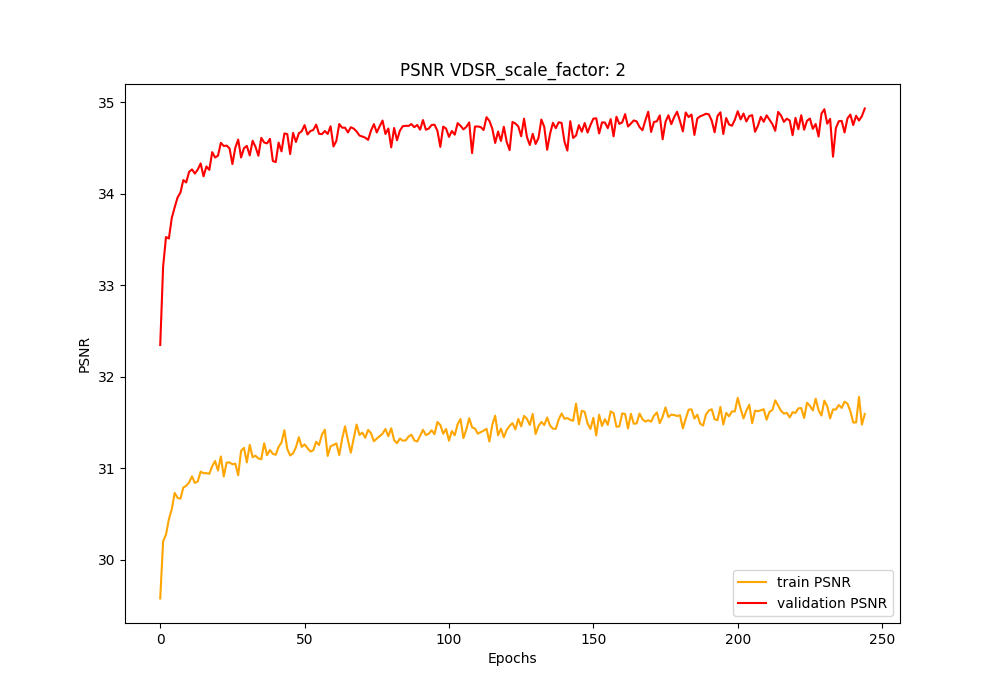 PSNR VDSR_scale_factor: 2
35
34
33
32
31
30
PSNR
0
50
100
150
200
250
Epochs
train PSNR
validation PSNR